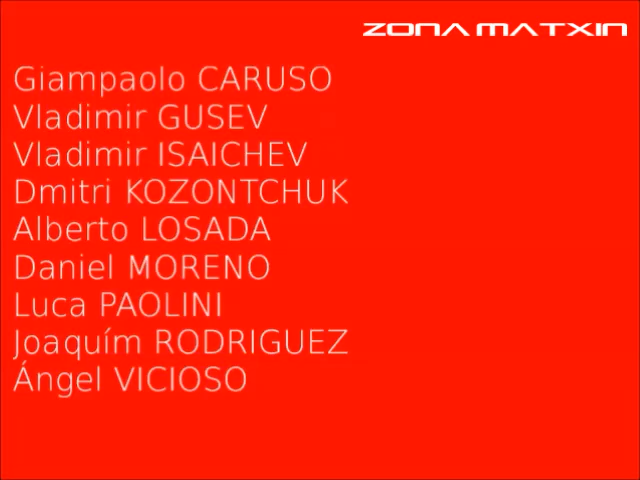 ZONA MATXIN
Giampaolo CARUSO
Vladimir GUSEV
Vladimir ISAICHEV
Dmitri KOZONTCHUK
Alberto LOSADA
Daniel MORENO
Luca PAOLINI
Joaquím RODRIGUEZ
Ángel VICIOSO